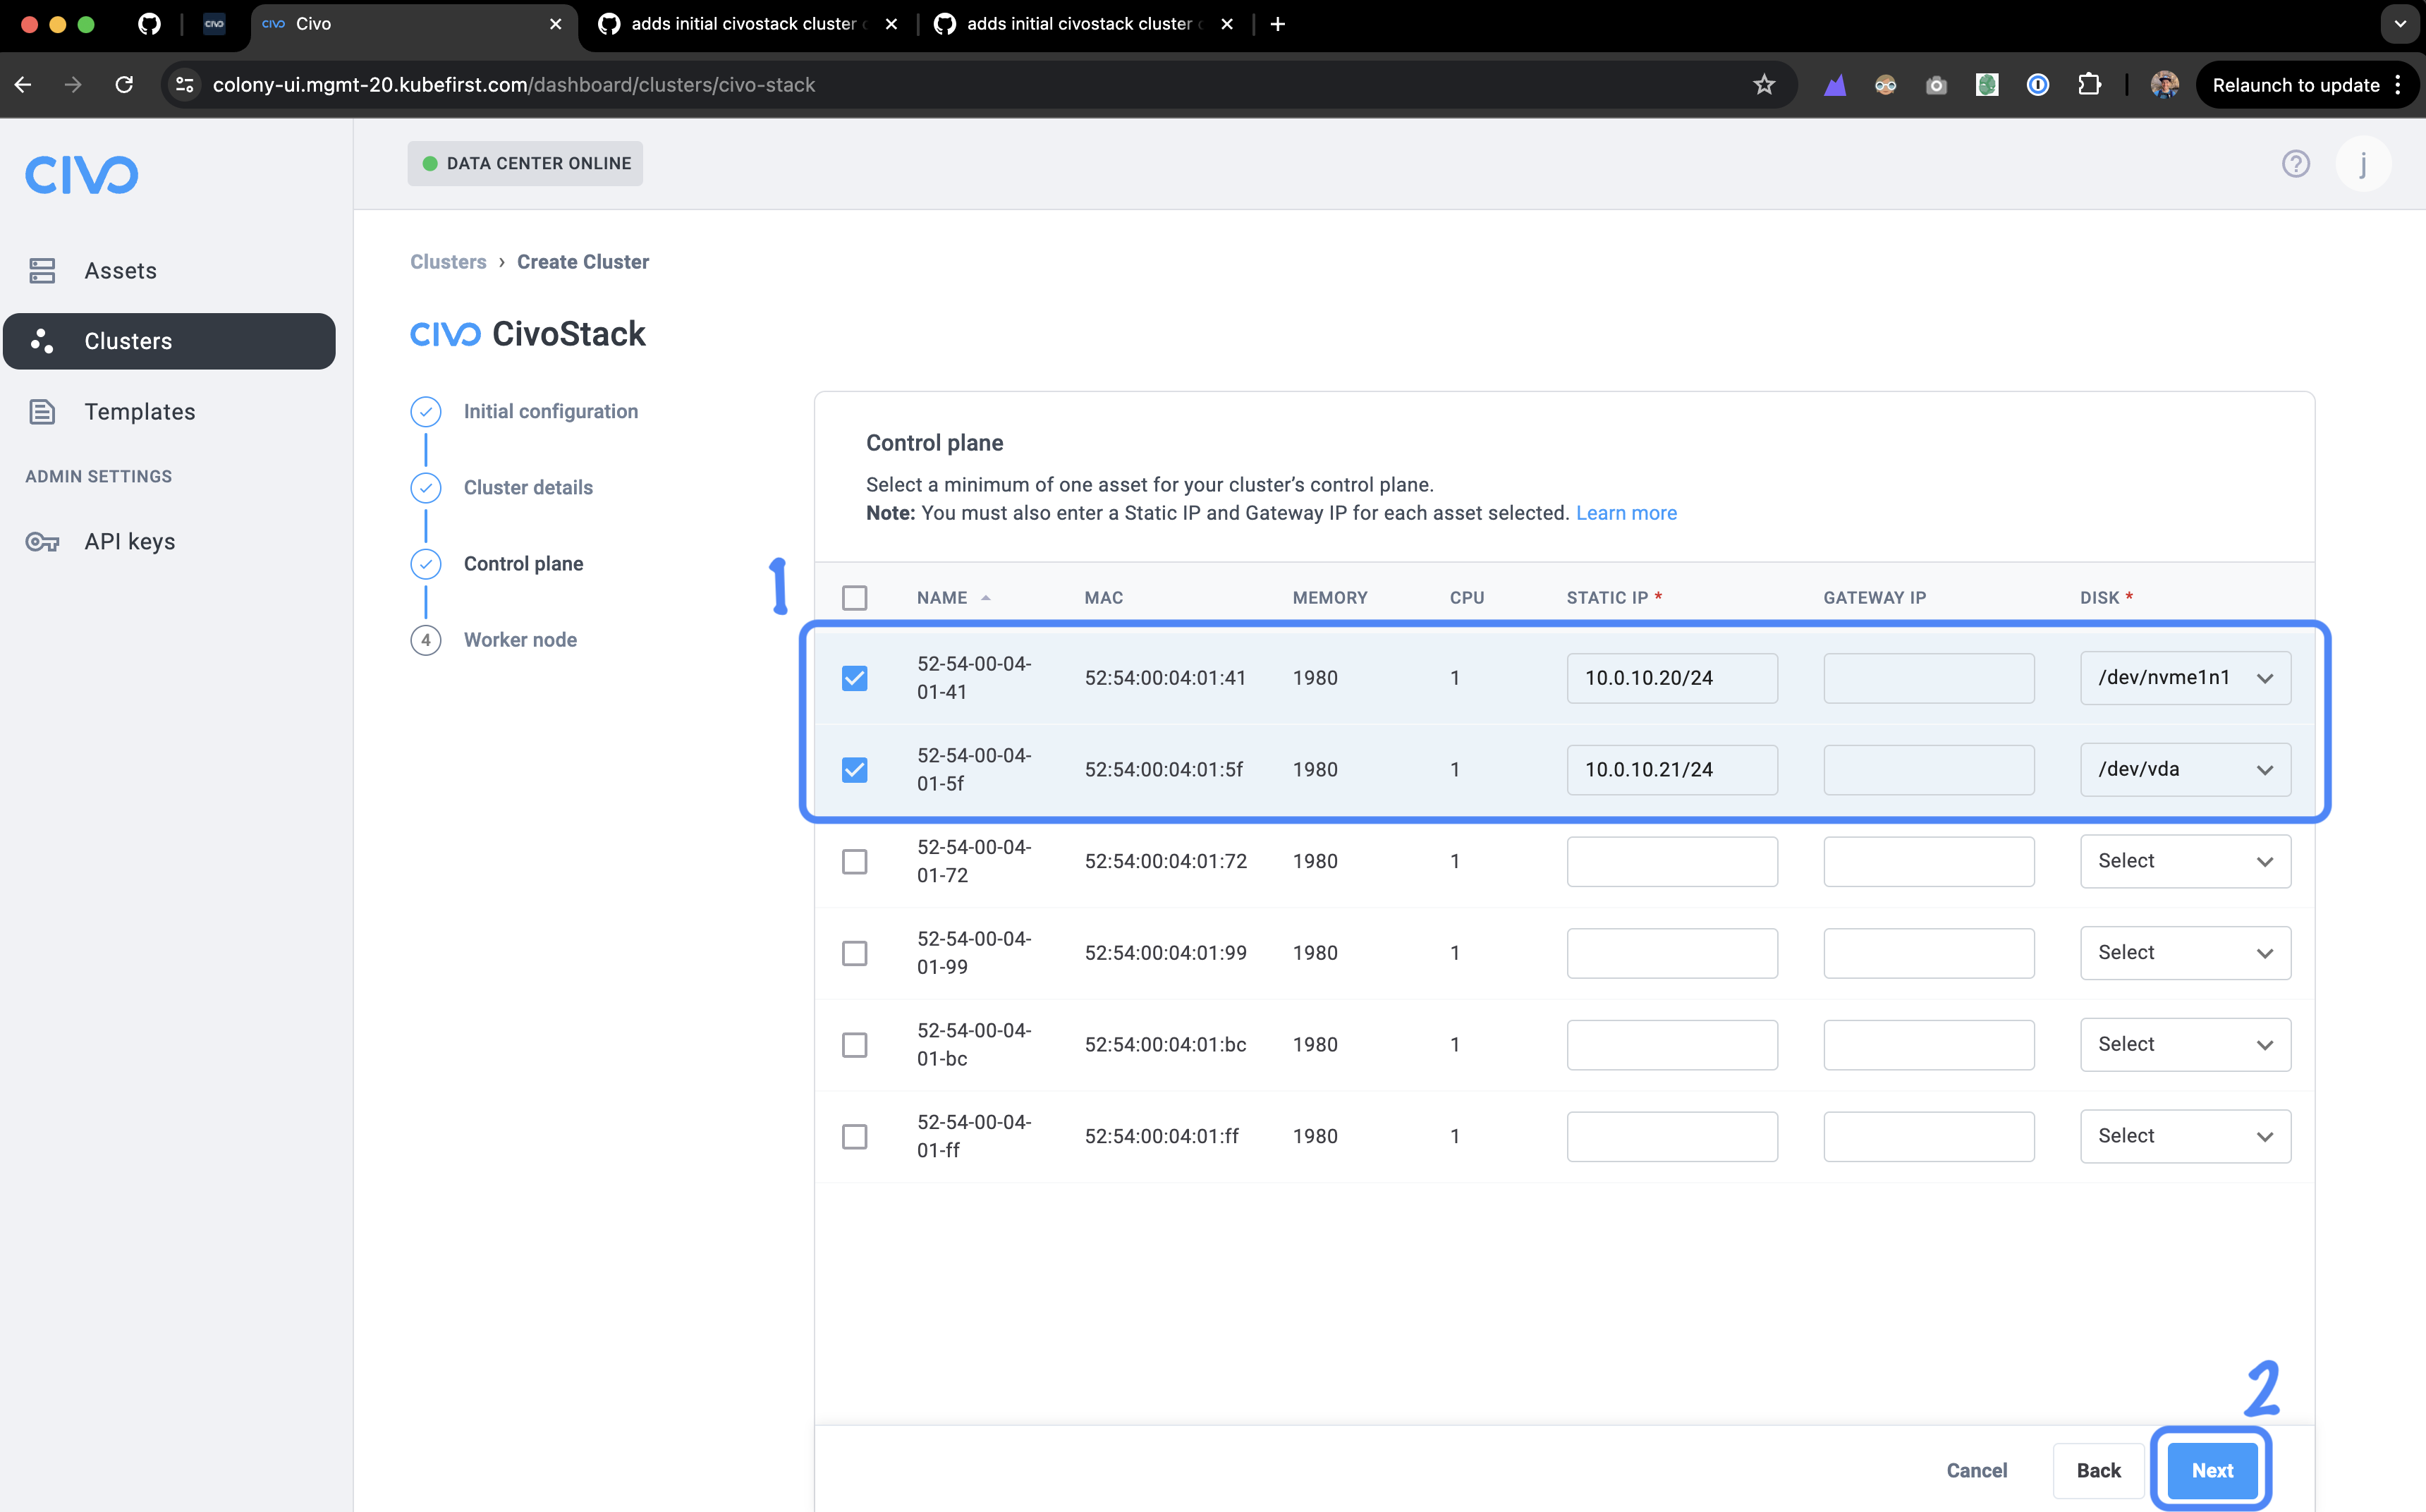 CIVO
Civo
adds initial civostack cluster
adds initial civostack cluster
colony-ui.mgmt-20.kubefirst.com/dashboard/clusters/civo-stack
Relaunch to update
CIVO
DATA CENTER ONLINE
?
j
Assets
Clusters
Templates
ADMIN SETTINGS
API keys
Clusters › Create Cluster
CIVO CivoStack
Initial configuration
Cluster details
Control plane
4 Worker node
Control plane
Select a minimum of one asset for your cluster’s control plane.
Note: You must also enter a Static IP and Gateway IP for each asset selected. Learn more
1
NAME MAC MEMORY CPU STATIC IP * GATEWAY IP DISK *
52-54-00-04-
01-41
52:54:00:04:01:41 1980 1 10.0.10.20/24 /dev/nvme1n1
52-54-00-04-
01-5f
52:54:00:04:01:5f 1980 1 10.0.10.21/24 /dev/vda
52-54-00-04-
01-72
52:54:00:04:01:72 1980 1 Select
52-54-00-04-
01-99
52:54:00:04:01:99 1980 1 Select
52-54-00-04-
01-bc
52:54:00:04:01:bc 1980 1 Select
52-54-00-04-
01-ff
52:54:00:04:01:ff 1980 1 Select
2
Cancel Back Next